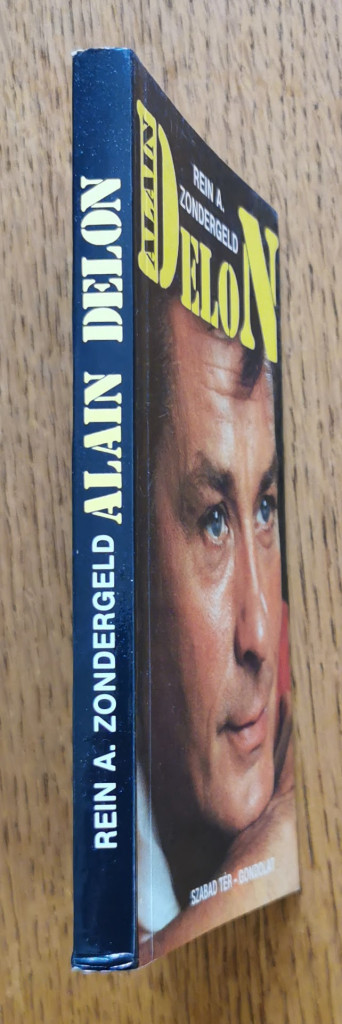 REIN A. ZONDERGELD ALAIN DELON
REIN A.
ZONDERGELD
ALAIN
DELON
SZABAD TÉR – GONDOLAT